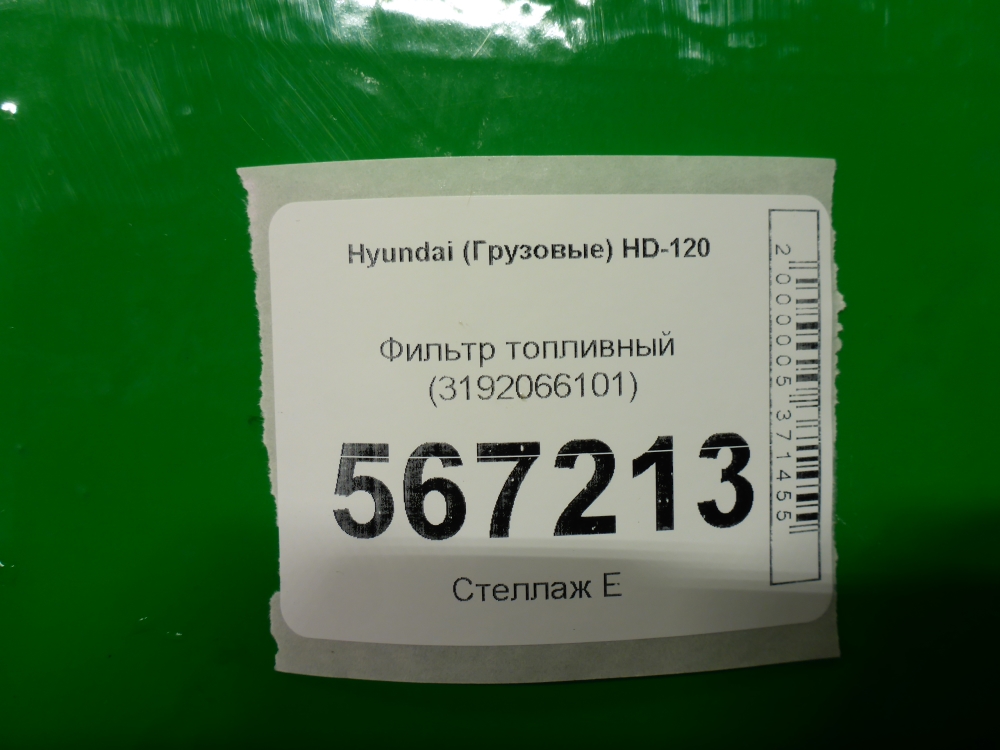 Hyundai (Грузовые) HD-120
Фильтр топливный
(3192066101)
567213
Стеллаж Е
2000005371455